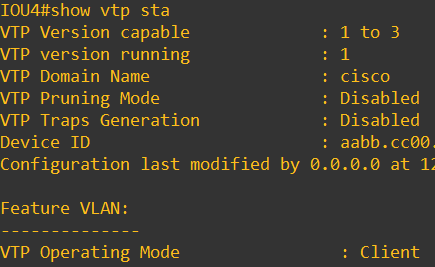 IOU4#show vtp sta
VTP Version capable : 1 to 3
VTP version running : 1
VTP Domain Name : cisco
VTP Pruning Mode : Disabled
VTP Traps Generation : Disabled
Device ID : aabb.cc00.
Configuration last modified by 0.0.0.0 at 12
Feature VLAN:
--------------
VTP Operating Mode : Client